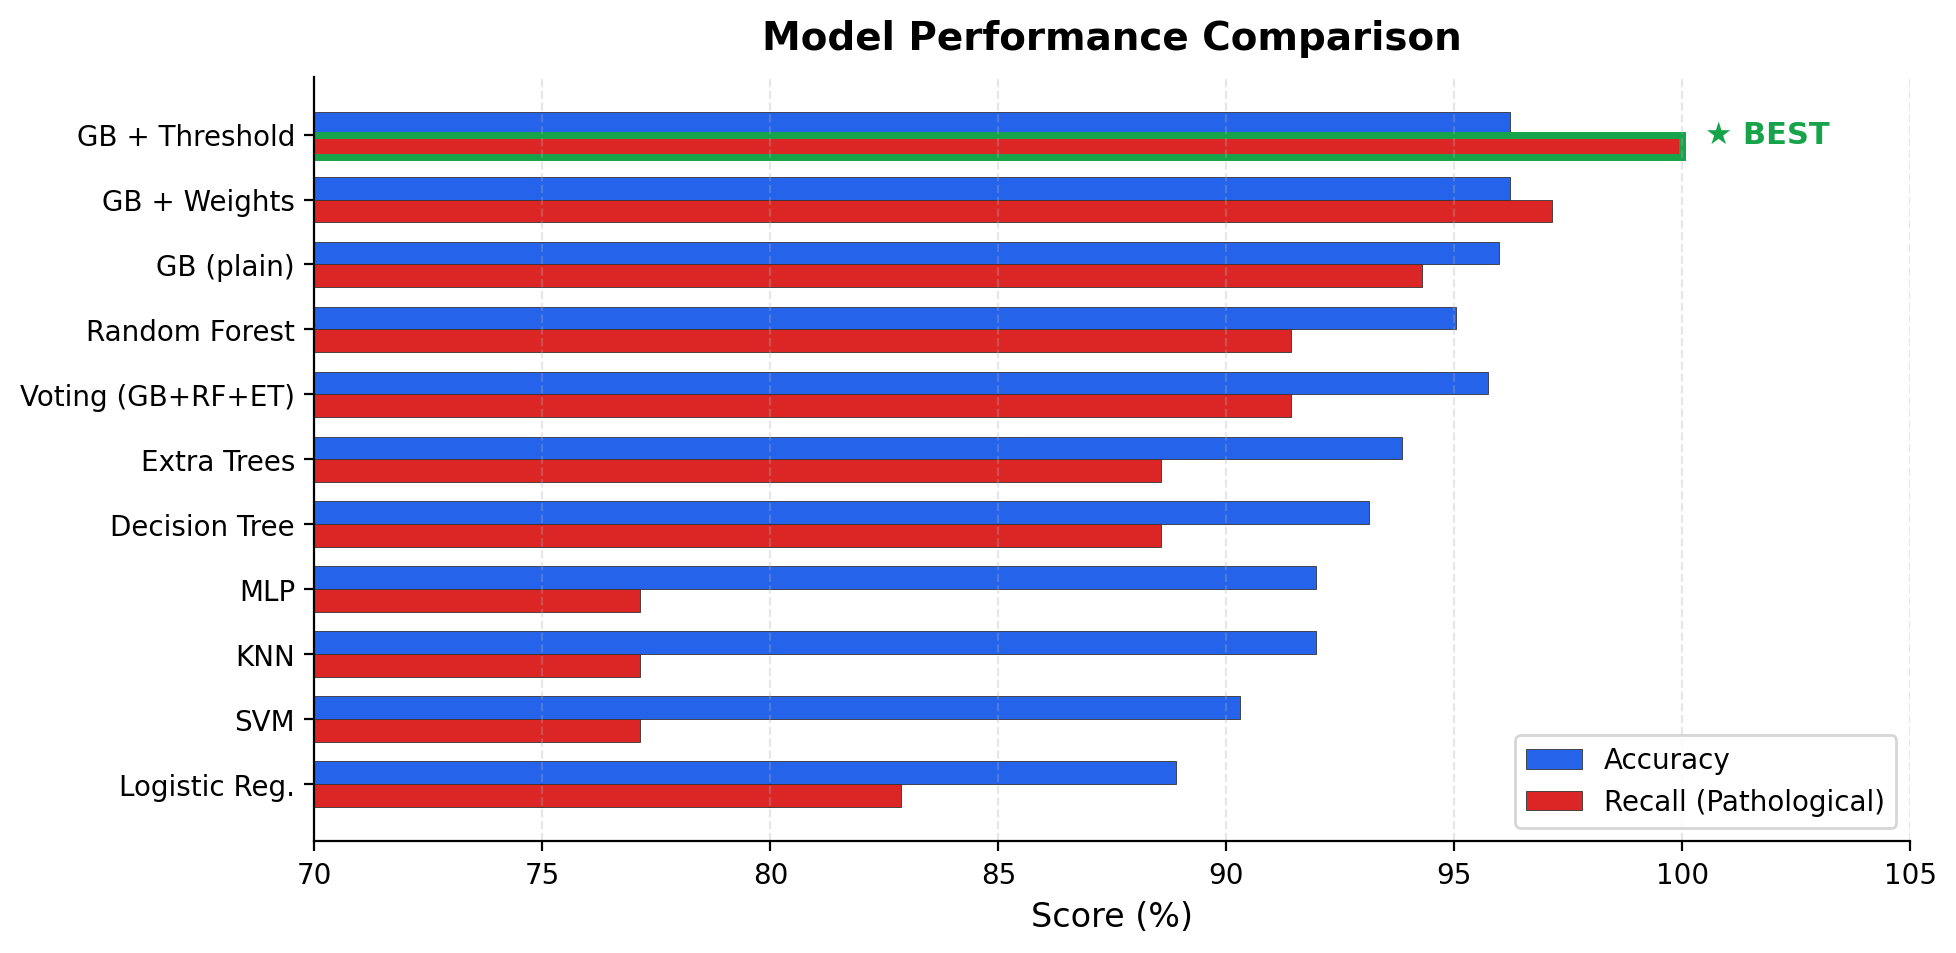 Model Performance Comparison
GB + Threshold
★ BEST
GB + Weights
GB (plain)
Random Forest
Voting (GB+RF+ET)
Extra Trees
Decision Tree
MLP
KNN
SVM
Logistic Reg.
Accuracy
Recall (Pathological)
70 75 80 85 90 95 100 105
Score (%)